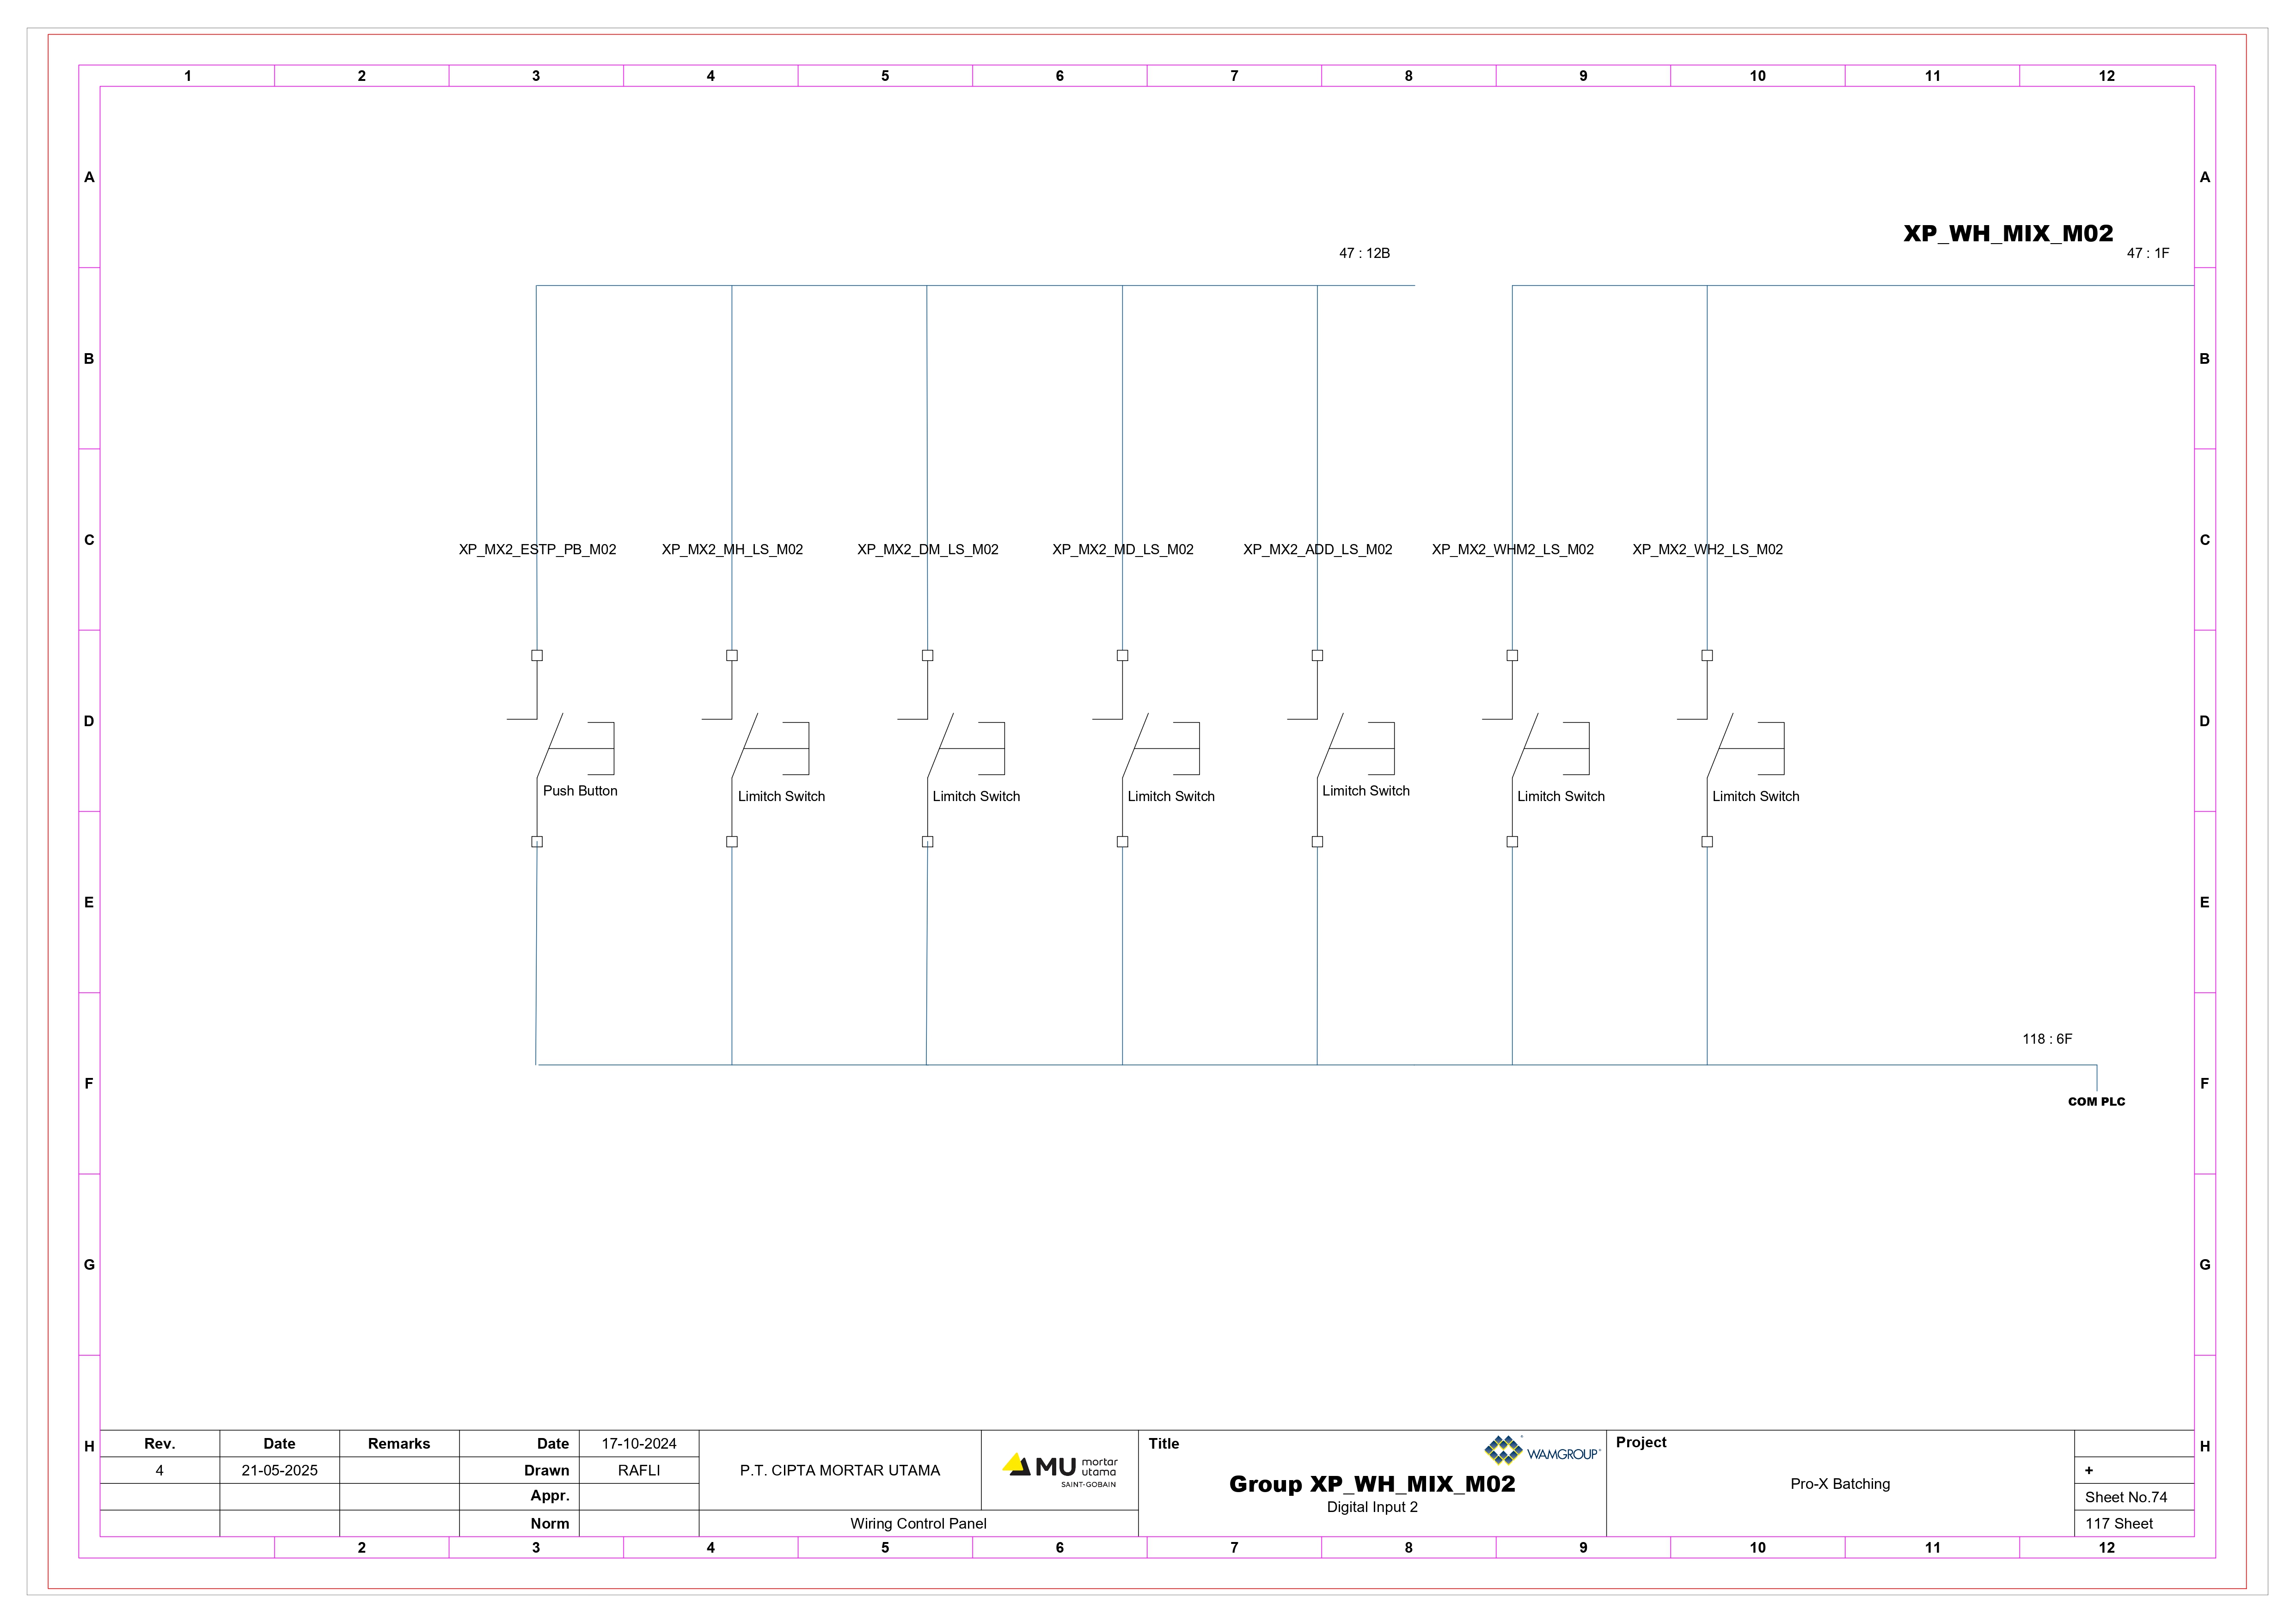 1 2 3 4 5 6 7 8 9 10 11 12
A A
XP_WH_MIX_M02
47 : 12B 47 : 1F
B B
C C
XP_MX2_ESTP_PB_M02 XP_MX2_MH_LS_M02 XP_MX2_DM_LS_M02 XP_MX2_MD_LS_M02 XP_MX2_ADD_LS_M02 XP_MX2_WHM2_LS_M02 XP_MX2_WH2_LS_M02
D D
Push Button Limitch Switch Limitch Switch Limitch Switch Limitch Switch Limitch Switch Limitch Switch
E E
118 : 6F
F F
COM PLC
G G
H H
Rev. Date Remarks Date 17-10-2024
4 21-05-2025 Drawn RAFLI
Appr.
Norm
P.T. CIPTA MORTAR UTAMA
MU mortar
utama
SAINT-GOBAIN
Wiring Control Panel
Title
WAMGROUP
Group XP_WH_MIX_M02
Digital Input 2
Project
Pro-X Batching
+
Sheet No.74
117 Sheet
2 3 4 5 6 7 8 9 10 11 12